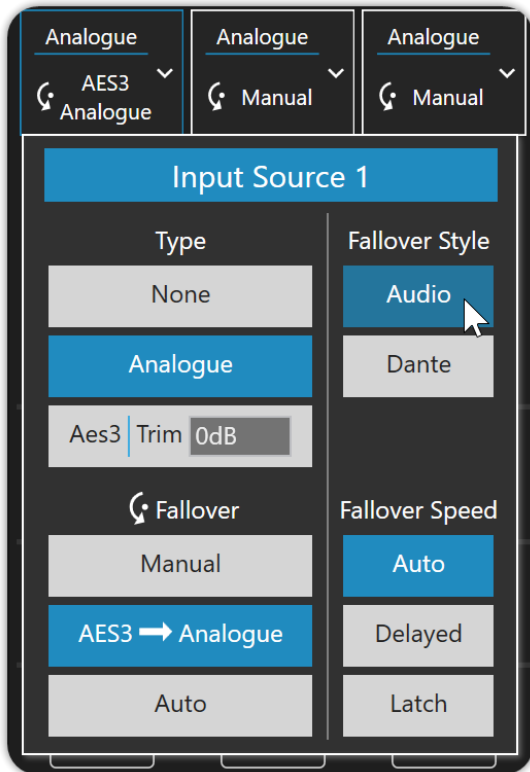 Analogue
AES3
Analogue
Analogue
Manual
Analogue
Manual
Input Source 1
Type
None
Analogue
Aes3 Trim 0dB
Fallover
Manual
AES3 → Analogue
Auto
Fallover Style
Audio
Dante
Fallover Speed
Auto
Delayed
Latch